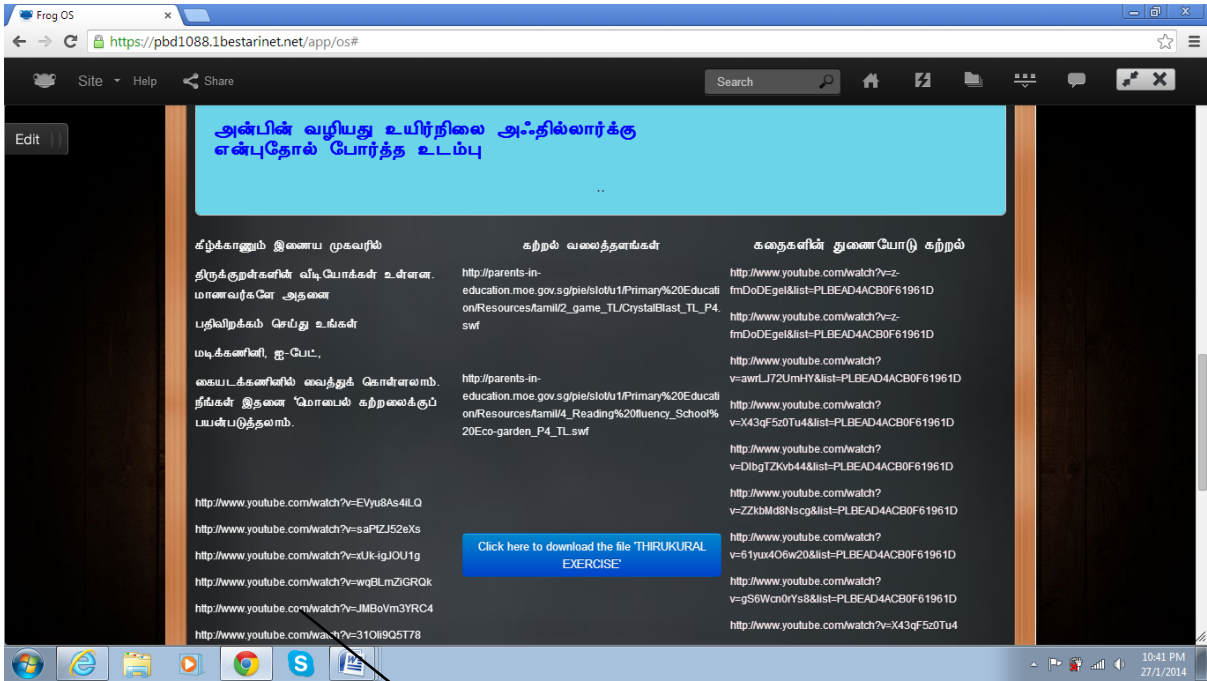 Frog OS
https://pbd1088.1bestarinet.net/app/os#
Site
Help
Share
Search
Edit
அன்பின் வழியது உயிர்நிலை அஃதில்லார்க்கு
என்புதோல் போர்த்த உடம்பு
..
கீழ்க்காணும் இணைய முகவரில்
திருக்குறள்களின் வீடியோக்கள் உள்ளன.
மாணவர்களே அதனை
பதிவிறக்கம் செய்து உங்கள்
மடிக்கணினி, ஐ-பேட்,
கையடக்கணினில் வைத்துக் கொள்ளலாம்.
நீங்கள் இதனை 'மொபைல் கற்றலைக்குப்
பயன்படுத்தலாம்.
http://www.youtube.com/watch?v=EVyu8As4iLQ
http://www.youtube.com/watch?v=saPtZJ52eXs
http://www.youtube.com/watch?v=xUk-igJOU1g
http://www.youtube.com/watch?v=wqBLmZiGRQk
http://www.youtube.com/watch?v=JMBoVm3YRC4
http://www.youtube.com/watch?v=31Oli9Q5T78
கற்றல் வலைத்தளங்கள்
http://parents-in-
education.moe.gov.sg/pie/slot/u1/Primary%20Educati
on/Resources/tamil/2_game_TL/CrystalBlast_TL_P4.
swf
http://parents-in-
education.moe.gov.sg/pie/slot/u1/Primary%20Educati
on/Resources/tamil/4_Reading%20fluency_School%
20Eco-garden_P4_TL.swf
Click here to download the file 'THIRUKURAL
EXERCISE'
கதைகளின் துணையோடு கற்றல்
http://www.youtube.com/watch?v=z-
fmDoDEgeI&list=PLBEAD4ACB0F61961D
http://www.youtube.com/watch?v=z-
fmDoDEgeI&list=PLBEAD4ACB0F61961D
http://www.youtube.com/watch?
v=awrLJ72UmHY&list=PLBEAD4ACB0F61961D
http://www.youtube.com/watch?
v=X43qF5z0Tu4&list=PLBEAD4ACB0F61961D
http://www.youtube.com/watch?
v=DIbgTZKvb44&list=PLBEAD4ACB0F61961D
http://www.youtube.com/watch?
v=ZZkbMd8Nscg&list=PLBEAD4ACB0F61961D
http://www.youtube.com/watch?
v=61yux4O6w20&list=PLBEAD4ACB0F61961D
http://www.youtube.com/watch?
v=gS6Wcn0rYs8&list=PLBEAD4ACB0F61961D
http://www.youtube.com/watch?v=X43qF5z0Tu4
10:41 PM
27/1/2014